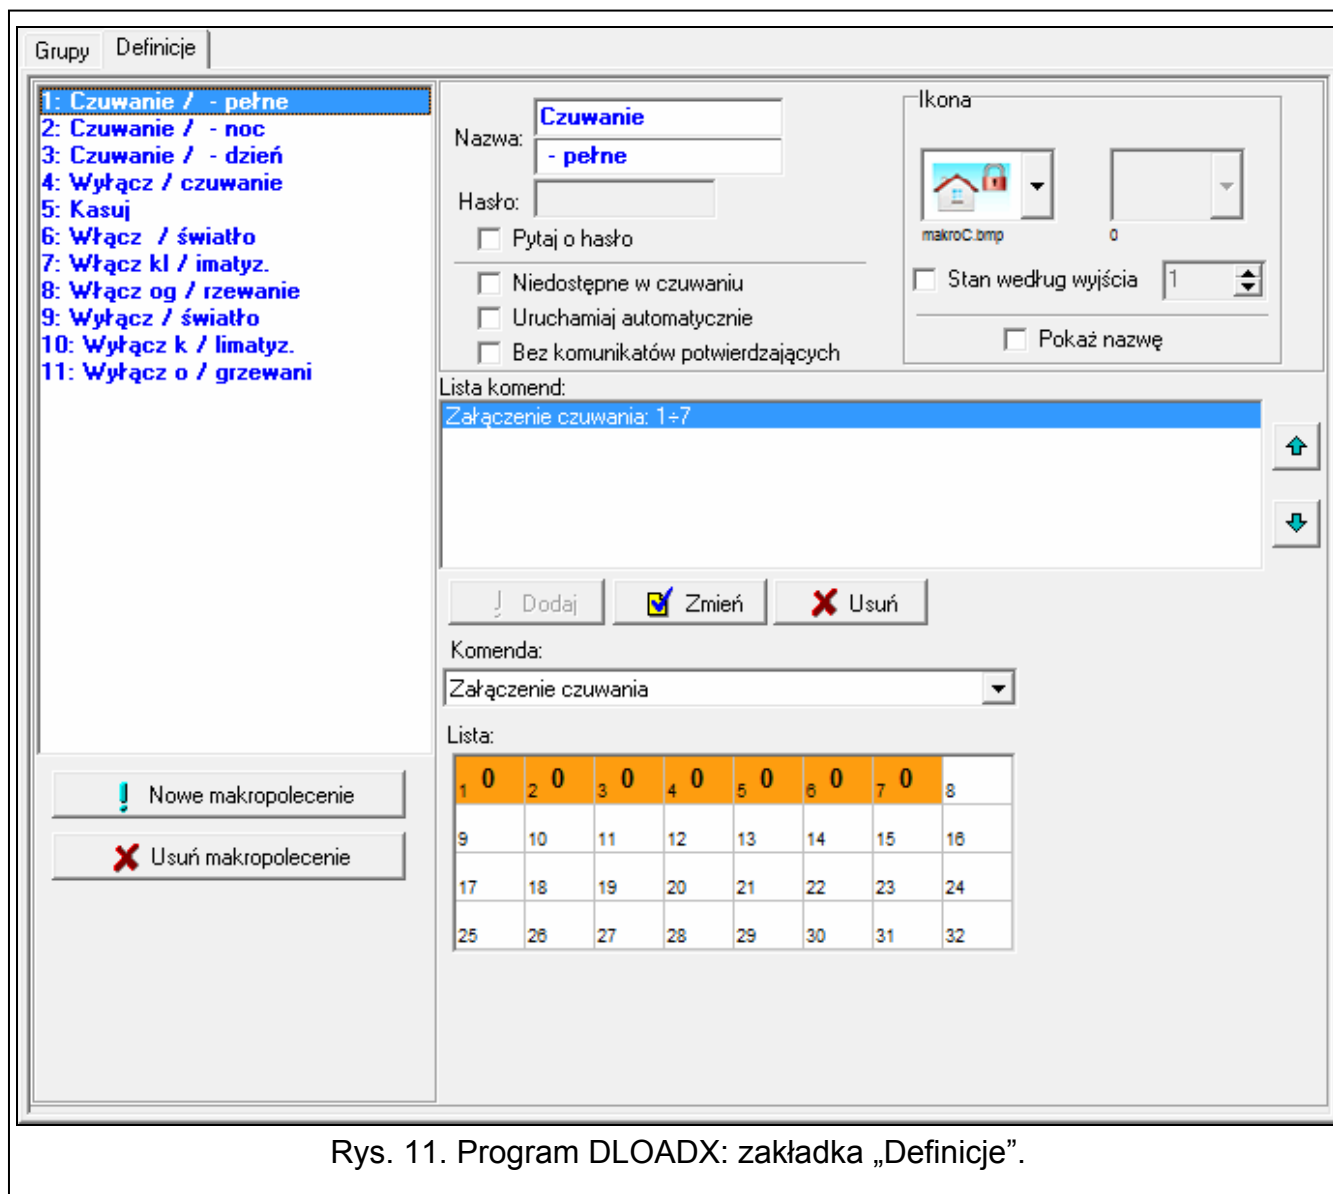 Grupy Definicje
1: Czuwanie / - pełne
2: Czuwanie / - noc
3: Czuwanie / - dzień
4: Wyłącz / czuwanie
5: Kasuj
6: Włącz / światło
7: Włącz kl / imatyz.
8: Włącz og / rzewanie
9: Wyłącz / światło
10: Wyłącz k / limatyz.
11: Wyłącz o / grzewani
Nowe makropolecenie
Usuń makropolecenie
Nazwa: Czuwanie
- pełne
Hasło:
Pytaj o hasło
Niedostępne w czuwaniu
Uruchamiaj automatycznie
Bez komunikatów potwierdzających
Ikona
makroC.bmp 0
Stan według wyjścia 1
Pokaż nazwę
Lista komend:
Załączenie czuwania: 1÷7
Dodaj Zmień Usuń
Komenda:
Załączenie czuwania
Lista:
1 0 2 0 3 0 4 0 5 0 6 0 7 0 8
9 10 11 12 13 14 15 16
17 18 19 20 21 22 23 24
25 26 27 28 29 30 31 32
Rys. 11. Program DLOADX: zakładka „Definicje”.